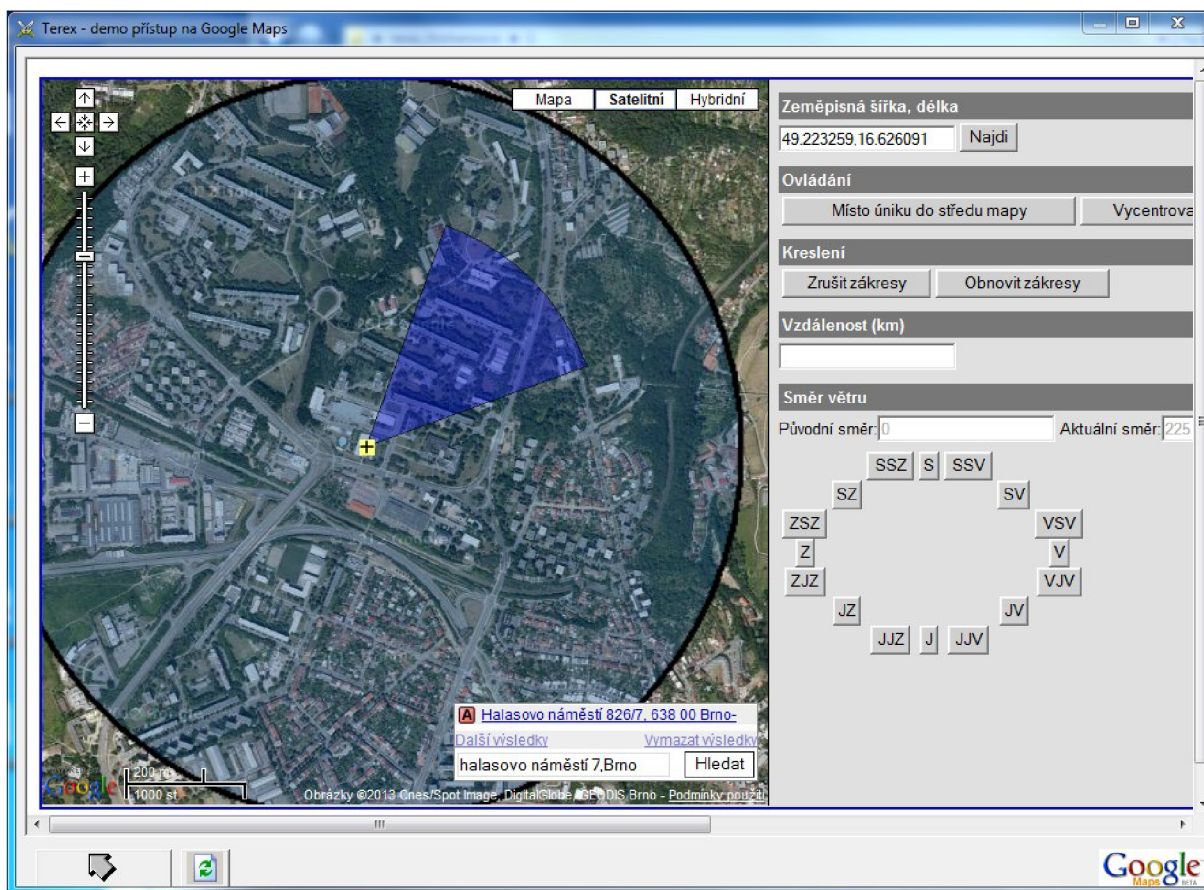 Terex - demo přístup na Google Maps
Mapa Satelitní Hybridní
Zeměpisná šířka, délka
49.223259,16.626091 Najdi
Ovládání
Místo úniku do středu mapy Vycentrova
Kreslení
Zrušit zákresy Obnovit zákresy
Vzdálenost (km)
Směr větru
Původní směr: 0 Aktuální směr: 225
SSZ S SSV
SZ SV
ZSZ VSV
Z V
ZJZ VJV
JZ JV
JJZ J JJV
A Halasovo náměstí 826/7, 638 00 Brno-
Další výsledky Vymazat výsledky
halasovo náměstí 7,Brno Hledat
200 m
1000 st
Google
Obrázky ©2013 Cnes/Spot Image, DigitalGlobe, GEODIS Brno - Podmínky použití
Google
Maps BETA